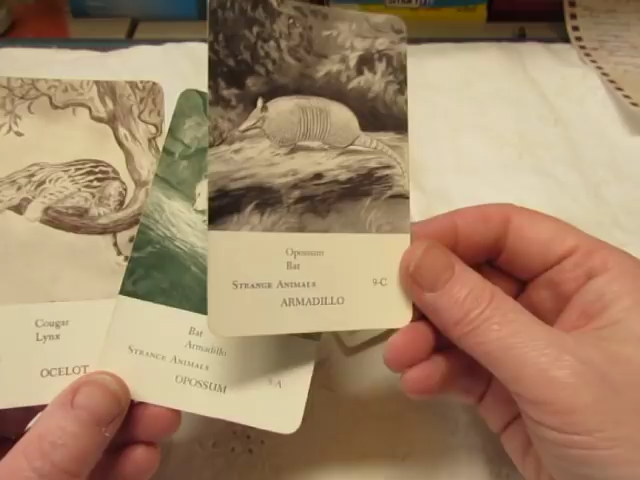 Opossum
Bat
STRANGE ANIMALS 9-C
ARMADILLO
Cougar
Lynx
OCELOT
Bat
Armadillo
STRANGE ANIMALS
OPOSSUM A